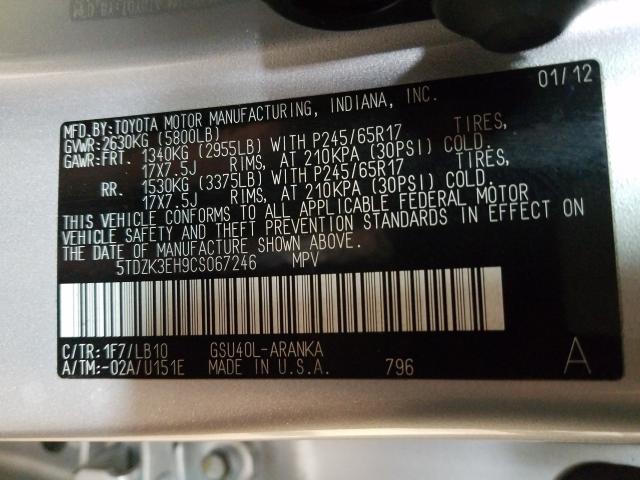 01/12
MFD.BY:TOYOTA MOTOR MANUFACTURING, INDIANA, INC.
GVWR:2630KG (5800LB)
GAWR:FRT. 1340KG (2955LB) WITH P245/65R17 TIRES,
17X7.5J RIMS, AT 210KPA (30PSI) COLD.
RR. 1530KG (3375LB) WITH P245/65R17 TIRES,
17X7.5J RIMS, AT 210KPA (30PSI) COLD.
THIS VEHICLE CONFORMS TO ALL APPLICABLE FEDERAL MOTOR
VEHICLE SAFETY AND THEFT PREVENTION STANDARDS IN EFFECT ON
THE DATE OF MANUFACTURE SHOWN ABOVE.
5TDZK3EH9CS067246 MPV
C/TR:1F7/LB10 GSU40L-ARANKA
A/TM:-02A/U151E MADE IN U.S.A. 796 A